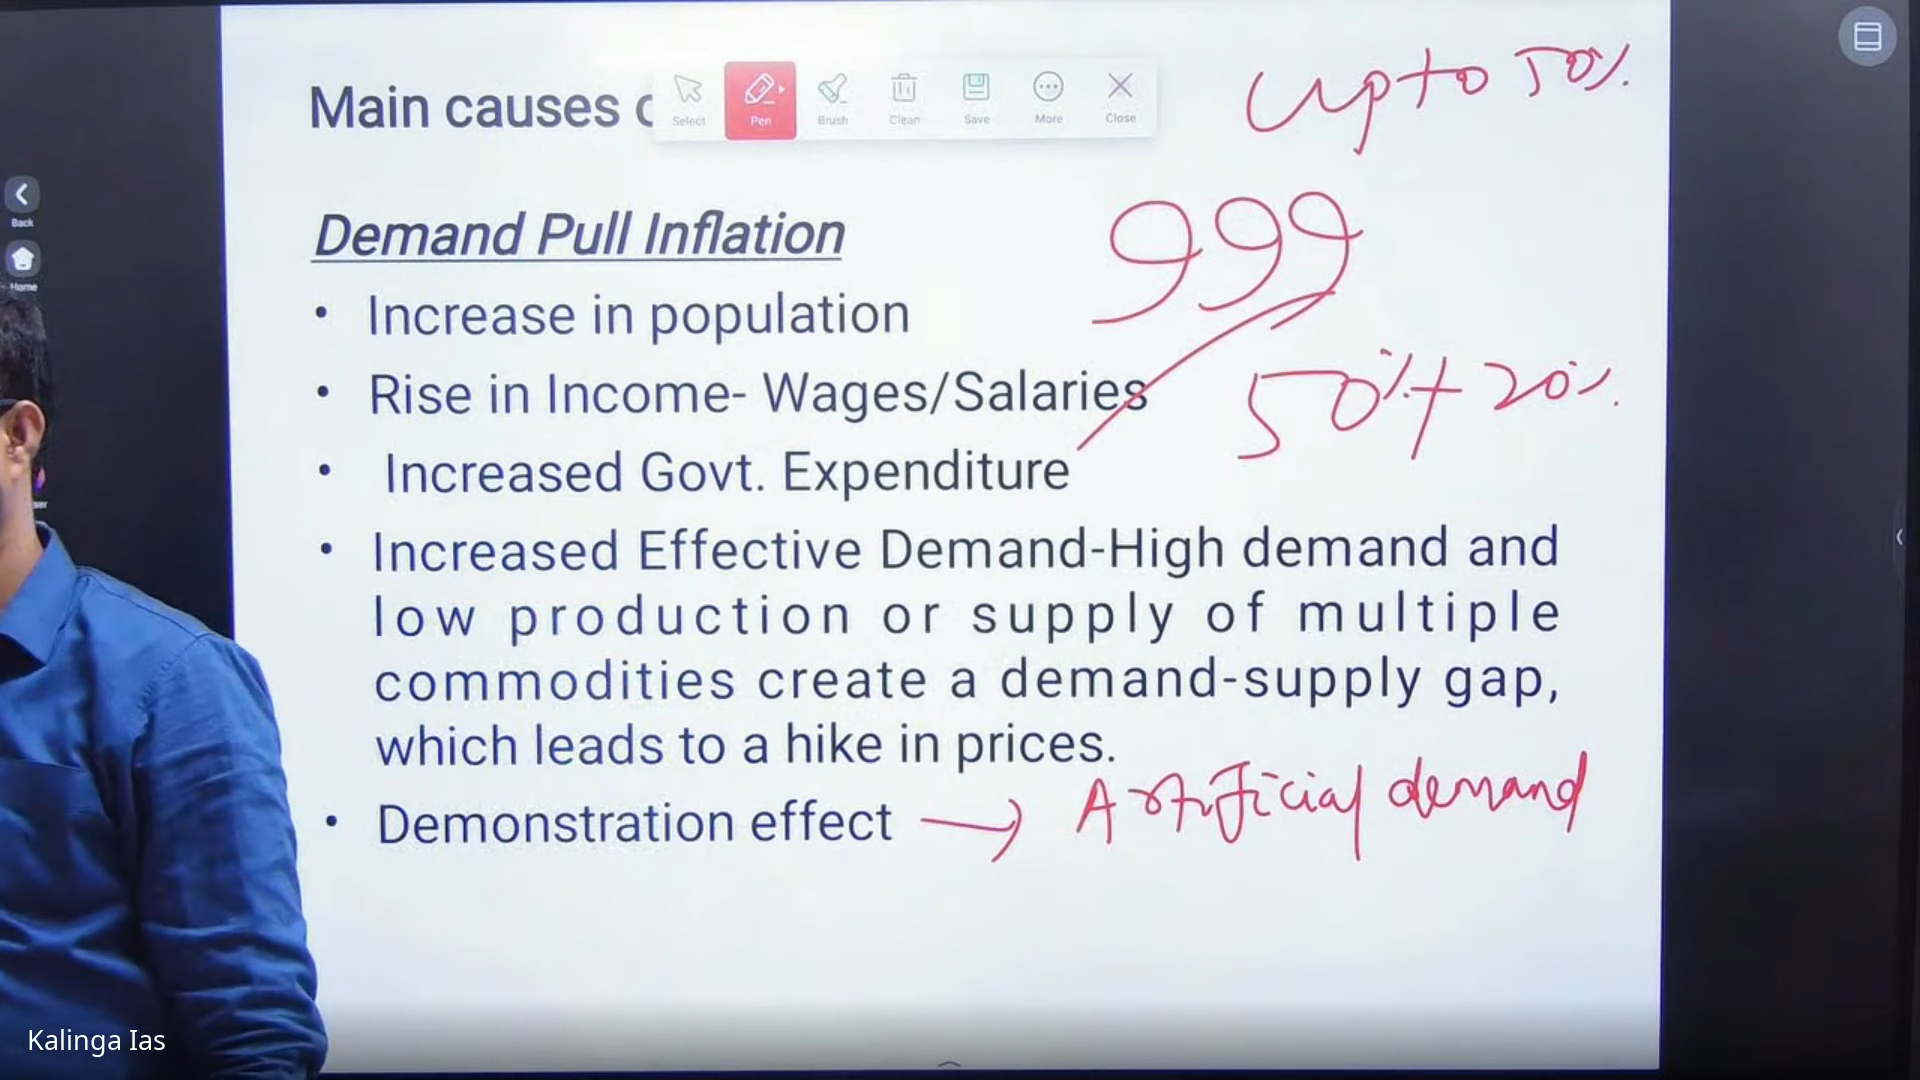 upto 50%
Main causes
Select Pen Brush Clean Save More Close
999
Back
Demand Pull Inflation
Home
• Increase in population
50% + 20%
• Rise in Income- Wages/Salaries
• Increased Govt. Expenditure
• Increased Effective Demand-High demand and
low production or supply of multiple
commodities create a demand-supply gap,
which leads to a hike in prices.
• Demonstration effect → Artificial demand
Kalinga Ias